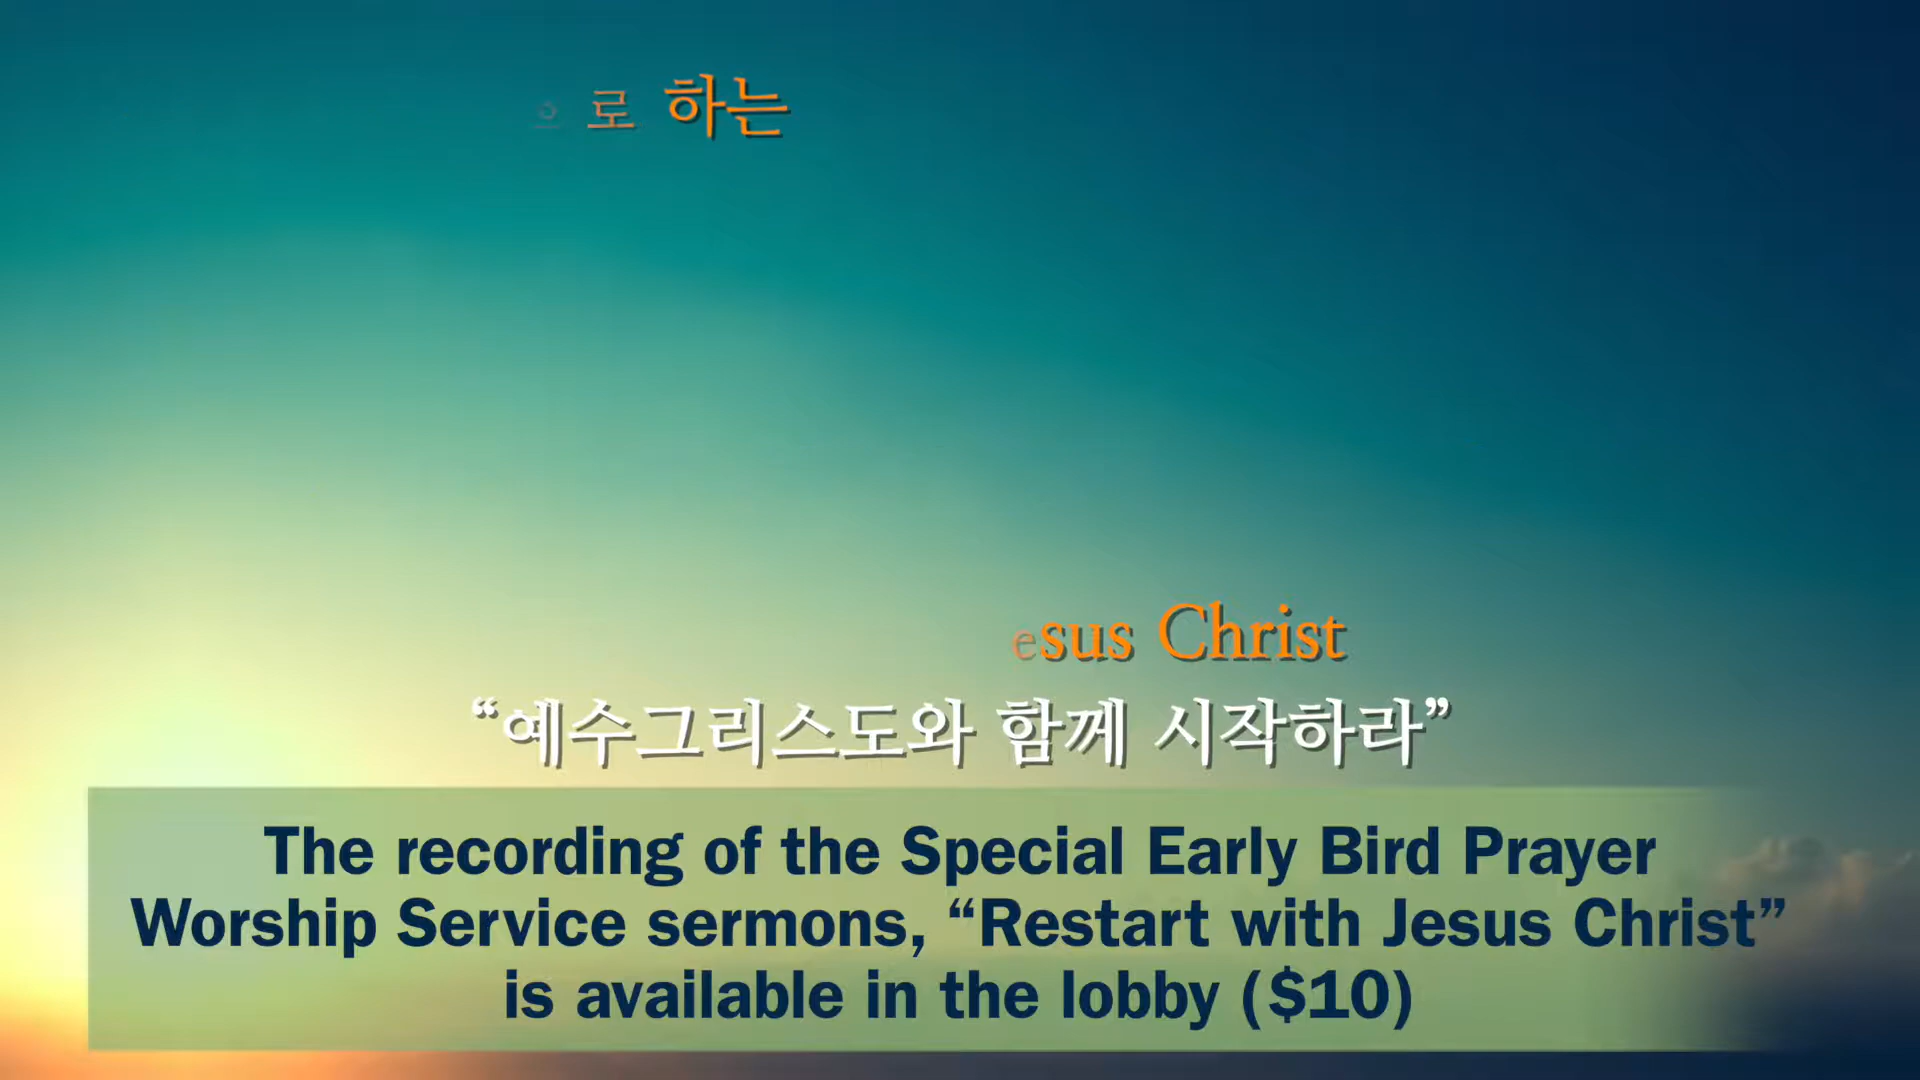 으로 하는
esus Christ
“예수그리스도와 함께 시작하라”
The recording of the Special Early Bird Prayer
Worship Service sermons, “Restart with Jesus Christ”
is available in the lobby ($10)